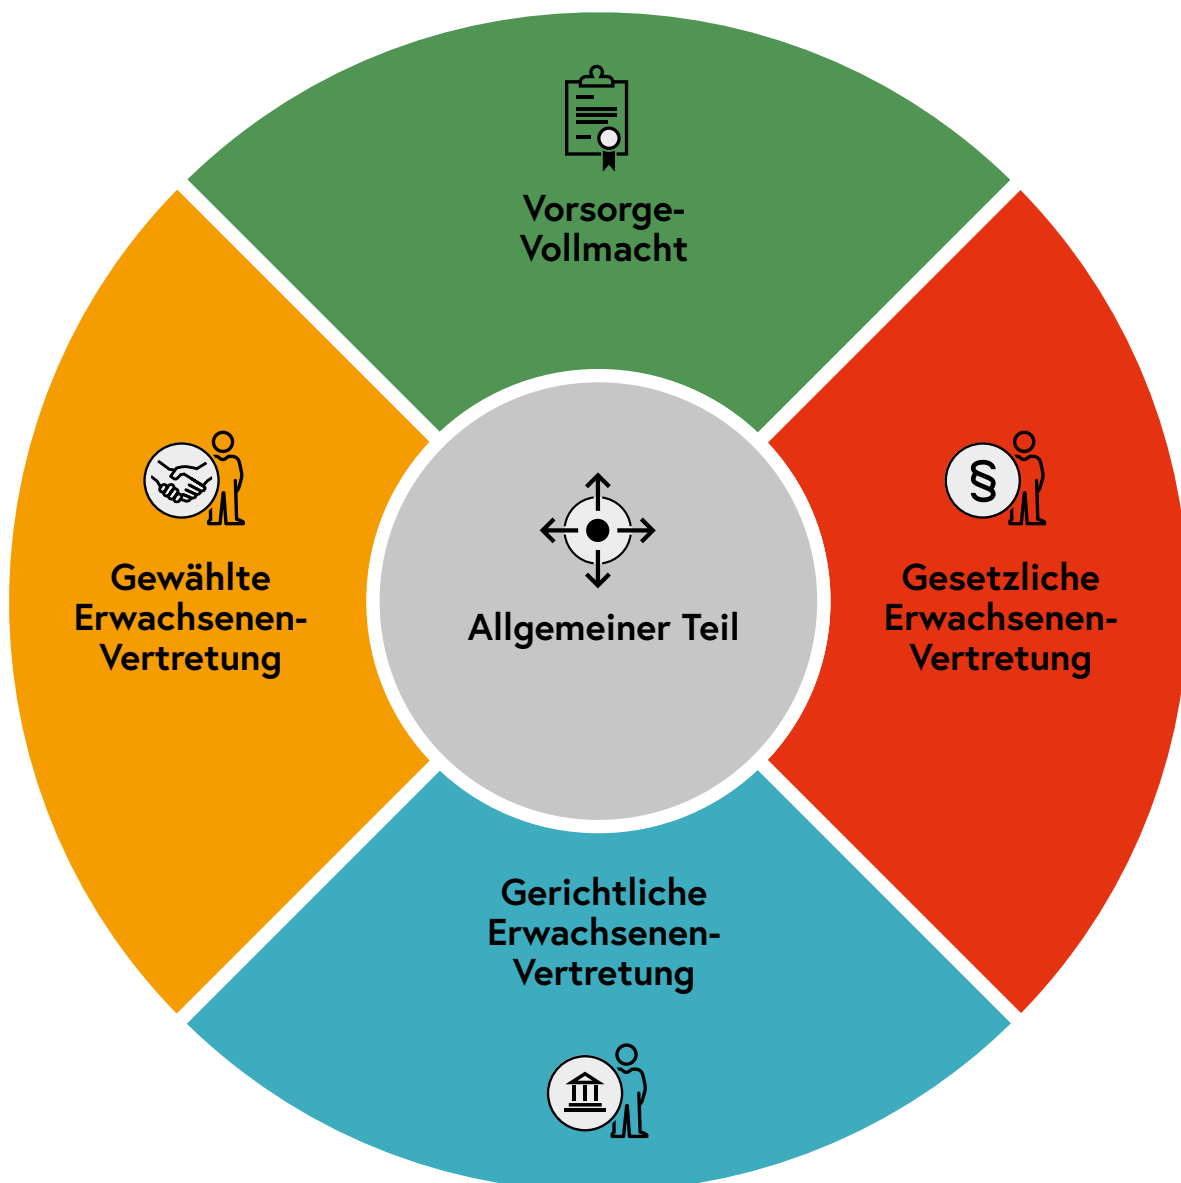 Vorsorge-
Vollmacht
Gewählte
Erwachsenen-
Vertretung
Allgemeiner Teil
§
Gesetzliche
Erwachsenen-
Vertretung
Gerichtliche
Erwachsenen-
Vertretung